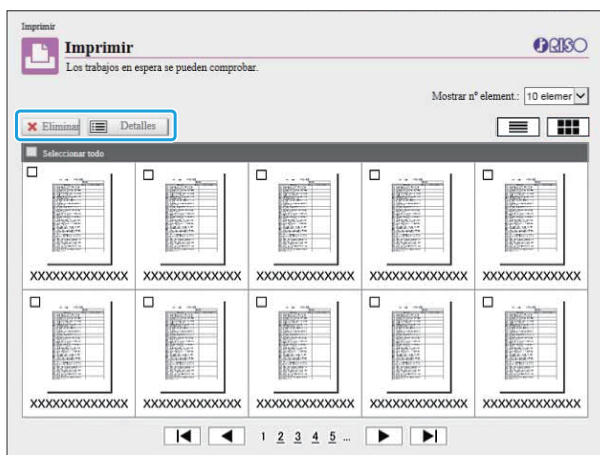 Imprimir
Imprimir
RISO
Los trabajos en espera se pueden comprobar.
Mostrar nº element.: 10 elemer
Eliminar Detalles
Seleccionar todo
XXXXXXXXXXXXX XXXXXXXXXXXXX XXXXXXXXXXXXX XXXXXXXXXXXXX XXXXXXXXXXXXX
XXXXXXXXXXXXX XXXXXXXXXXXXX XXXXXXXXXXXXX XXXXXXXXXXXXX XXXXXXXXXXXXX
1 2 3 4 5 ...